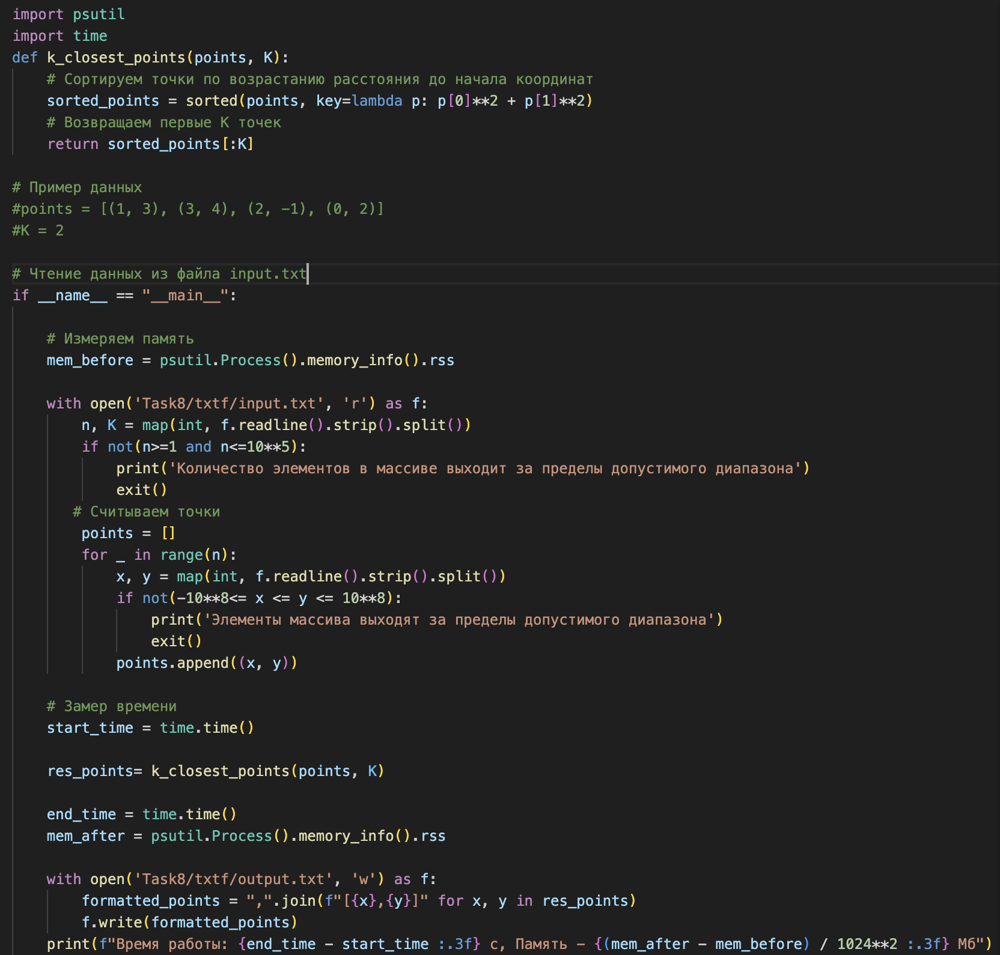 import psutil
import time
def k_closest_points(points, K):
    # Сортируем точки по возрастанию расстояния до начала координат
    sorted_points = sorted(points, key=lambda p: p[0]**2 + p[1]**2)
    # Возвращаем первые K точек
    return sorted_points[:K]

# Пример данных
#points = [(1, 3), (3, 4), (2, -1), (0, 2)]
#K = 2

# Чтение данных из файла input.txt
if __name__ == "__main__":

    # Измеряем память
    mem_before = psutil.Process().memory_info().rss

    with open('Task8/txtf/input.txt', 'r') as f:
        n, K = map(int, f.readline().strip().split())
        if not(n>=1 and n<=10**5):
            print('Количество элементов в массиве выходит за пределы допустимого диапазона')
            exit()
       # Считываем точки
        points = []
        for _ in range(n):
            x, y = map(int, f.readline().strip().split())
            if not(-10**8<= x <= y <= 10**8):
                print('Элементы массива выходят за пределы допустимого диапазона')
                exit()
            points.append((x, y))

    # Замер времени
    start_time = time.time()

    res_points= k_closest_points(points, K)

    end_time = time.time()
    mem_after = psutil.Process().memory_info().rss

    with open('Task8/txtf/output.txt', 'w') as f:
        formatted_points = ",".join(f"[{x},{y}]" for x, y in res_points)
        f.write(formatted_points)
    print(f"Время работы: {end_time - start_time :.3f} с, Память - {(mem_after - mem_before) / 1024**2 :.3f} Мб")